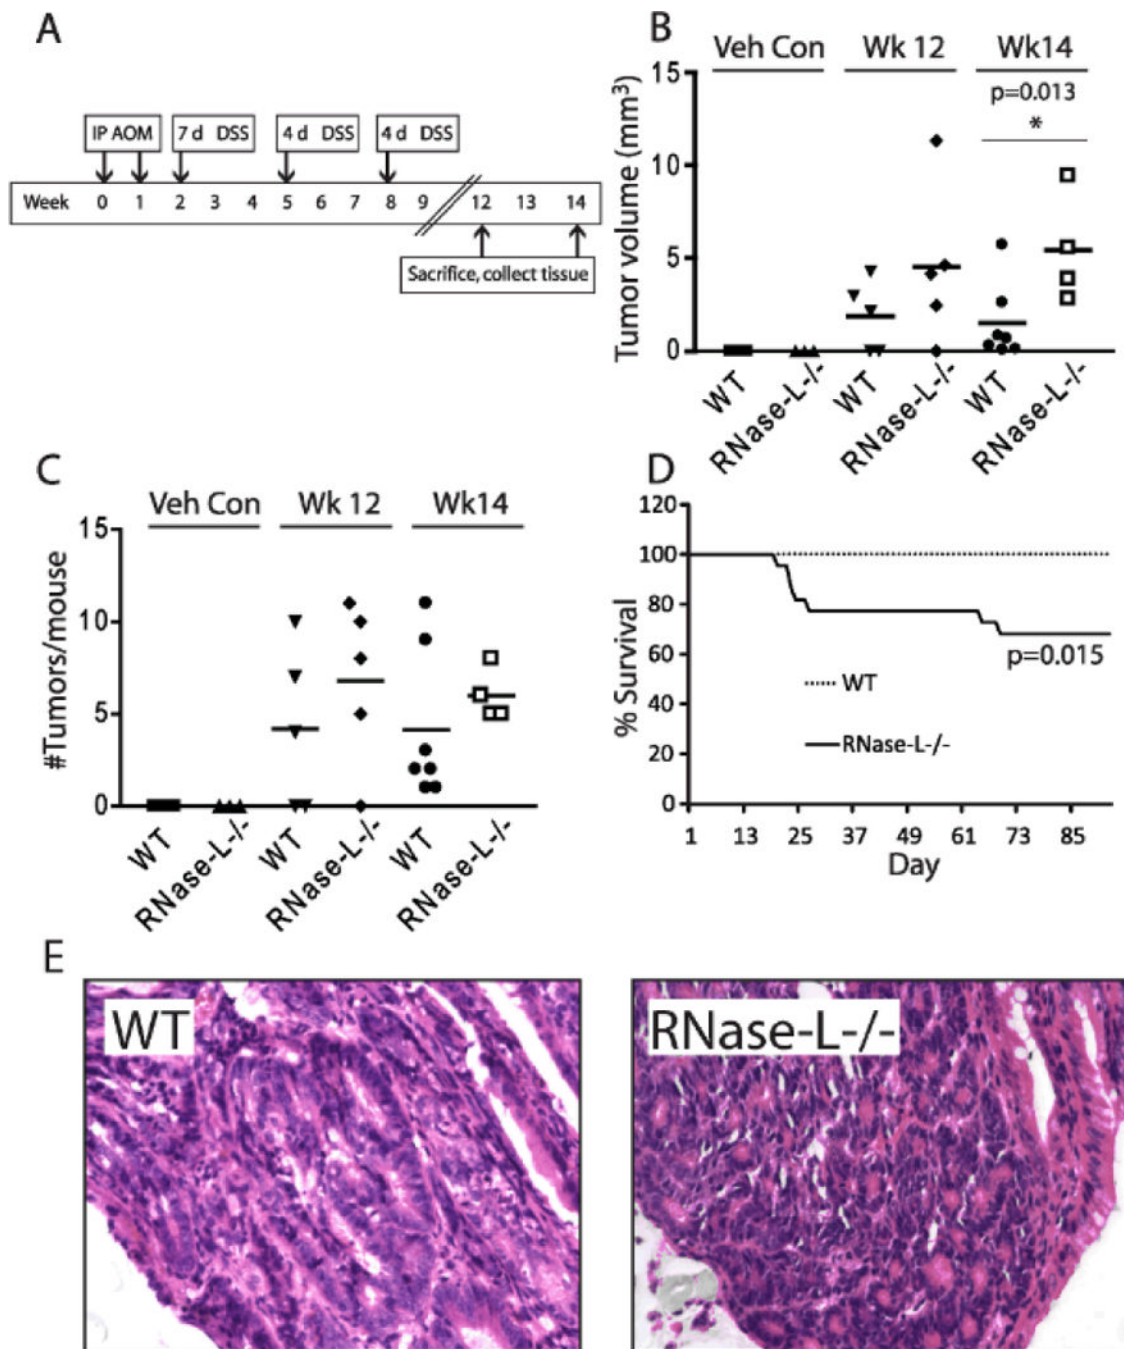 A
IP AOM 7 d DSS 4 d DSS 4 d DSS
Week 0 1 2 3 4 5 6 7 8 9 12 13 14
Sacrifice, collect tissue
B
Veh Con Wk 12 Wk14
p=0.013
*
Tumor volume (mm³)
15
10
5
0
WT RNase-L-/- WT RNase-L-/- WT RNase-L-/-
C
Veh Con Wk 12 Wk14
#Tumors/mouse
15
10
5
0
WT RNase-L-/- WT RNase-L-/- WT RNase-L-/-
D
% Survival
120
100
80
60
40
20
0
p=0.015
WT
RNase-L-/-
1 13 25 37 49 61 73 85
Day
E
WT
RNase-L-/-